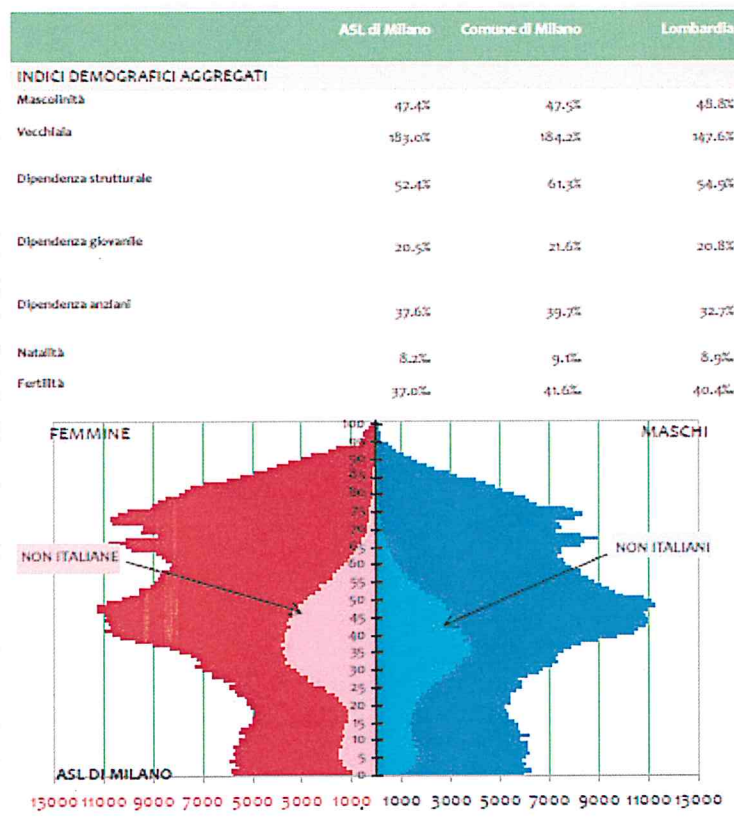 ASL di Milano Comune di Milano Lombardia
INDICI DEMOGRAFICI AGGREGATI
Mascolinità 47.4% 47.5% 48.8%
Vecchiaia 183.0% 184.2% 147.6%
Dipendenza strutturale 52.4% 61.3% 54.9%
Dipendenza giovanile 20.5% 21.6% 20.8%
Dipendenza anziani 37.6% 39.7% 32.7%
Natalità 8.2‰ 9.1‰ 8.9‰
Fertilità 37.0‰ 41.6‰ 40.4‰
FEMMINE MASCHI
100
95
90
85
80
75
70
65
60
55
50
45
40
35
30
25
20
15
10
5
0
NON ITALIANE NON ITALIANI
ASL DI MILANO
13000 11000 9000 7000 5000 3000 1000 1000 3000 5000 7000 9000 11000 13000